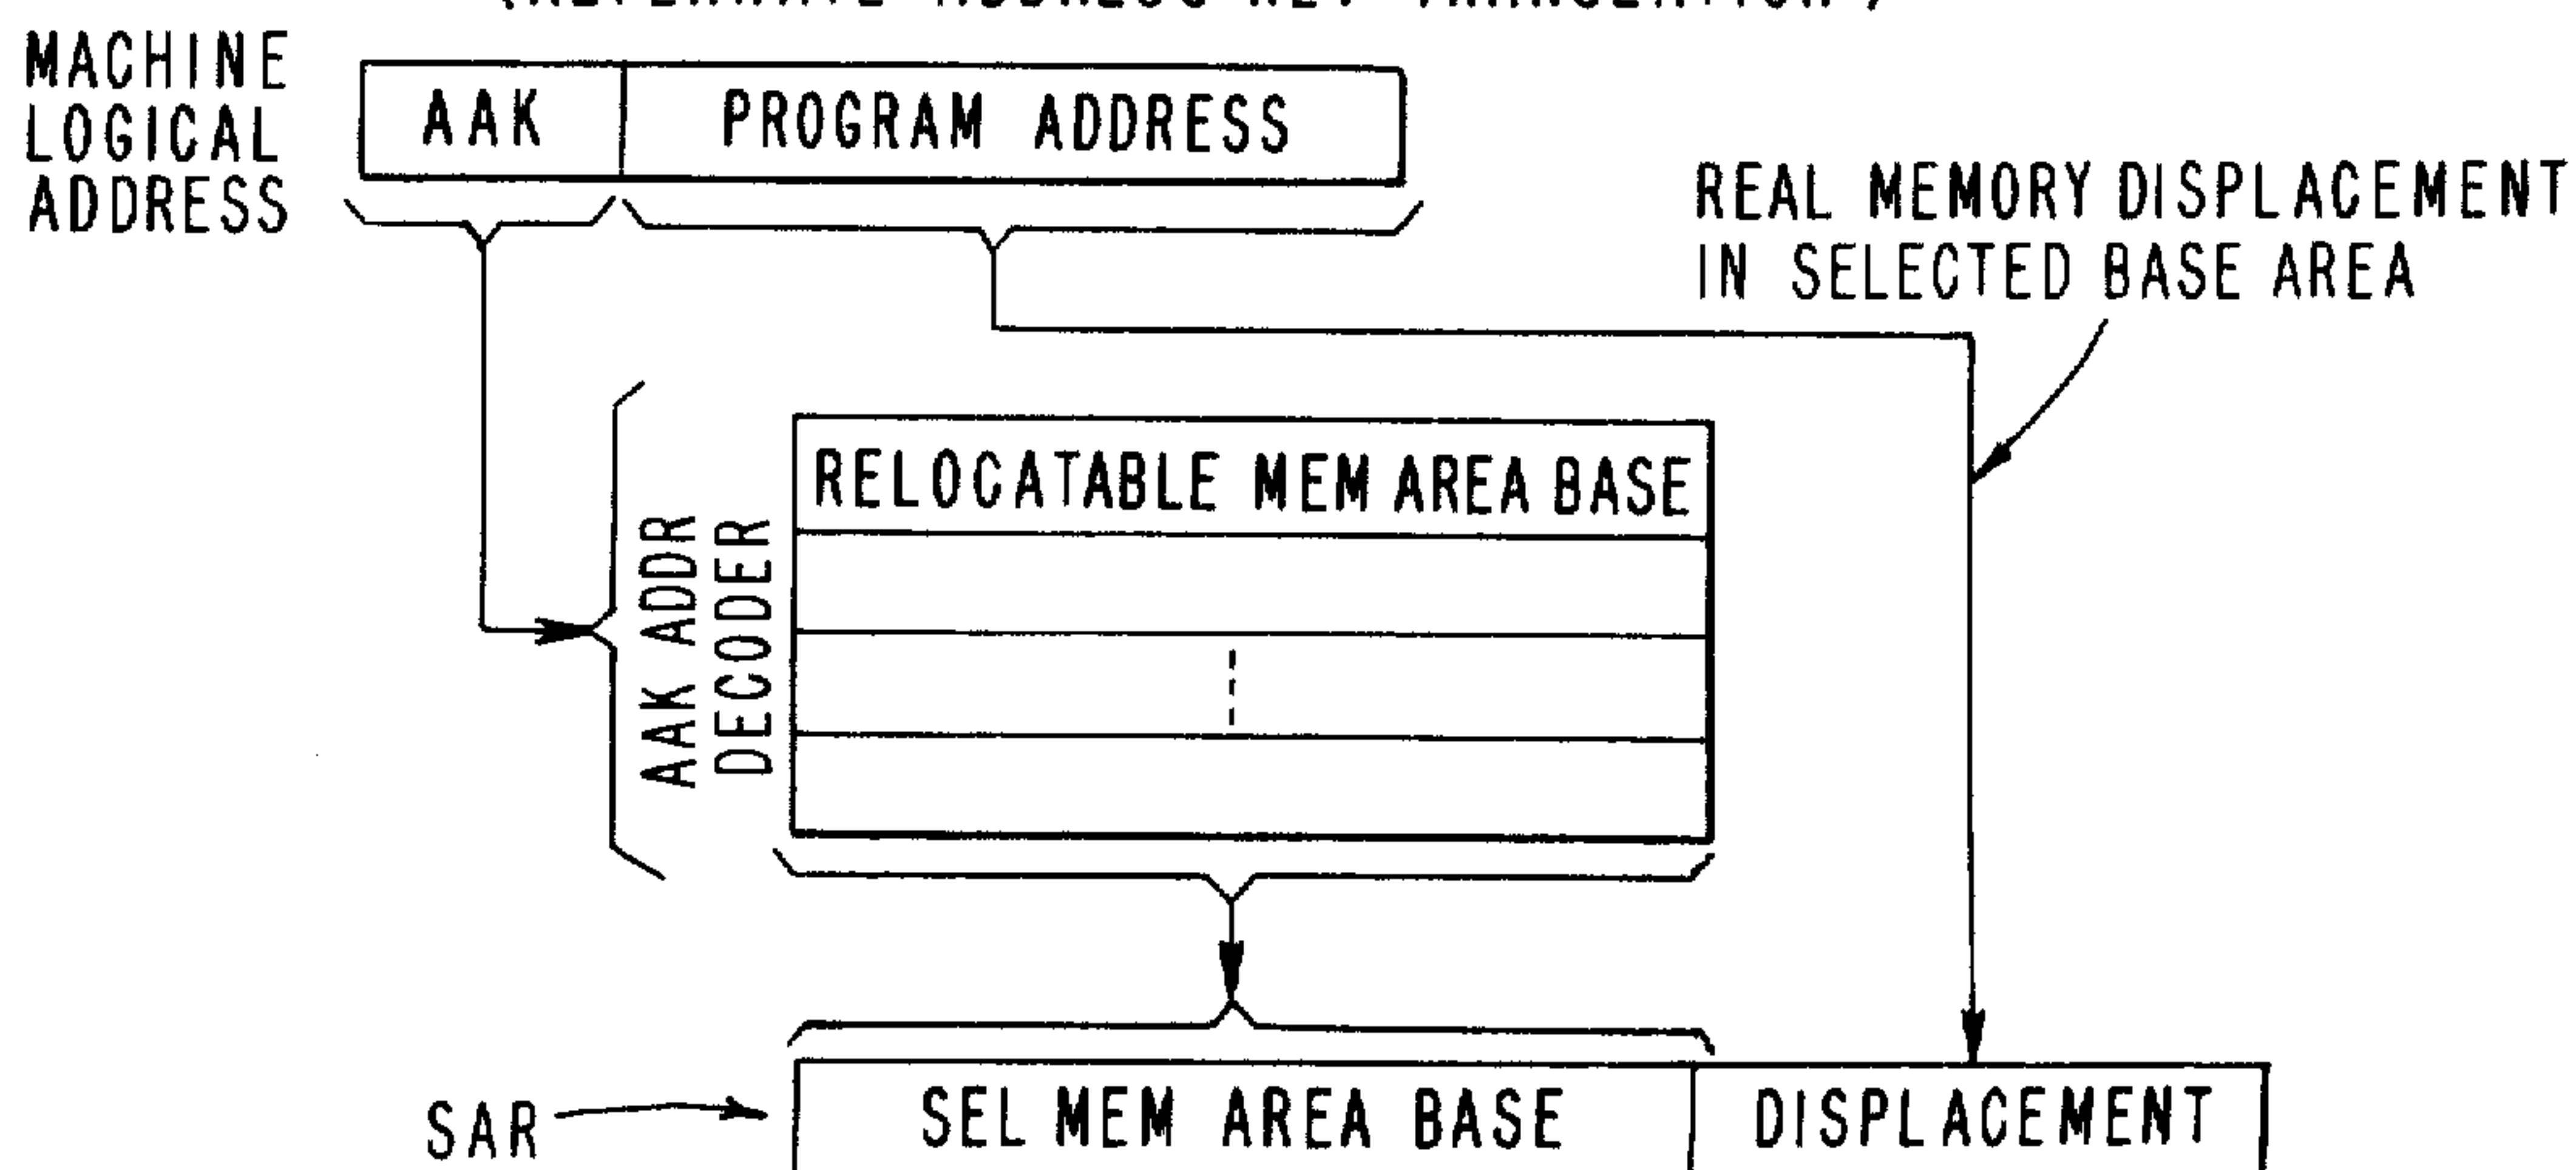 MACHINE
LOGICAL
ADDRESS
AAK
PROGRAM ADDRESS
REAL MEMORY DISPLACEMENT
IN SELECTED BASE AREA
RELOCATABLE MEM AREA BASE
AAK ADDR
DECODER
SAR
SEL MEM AREA BASE
DISPLACEMENT